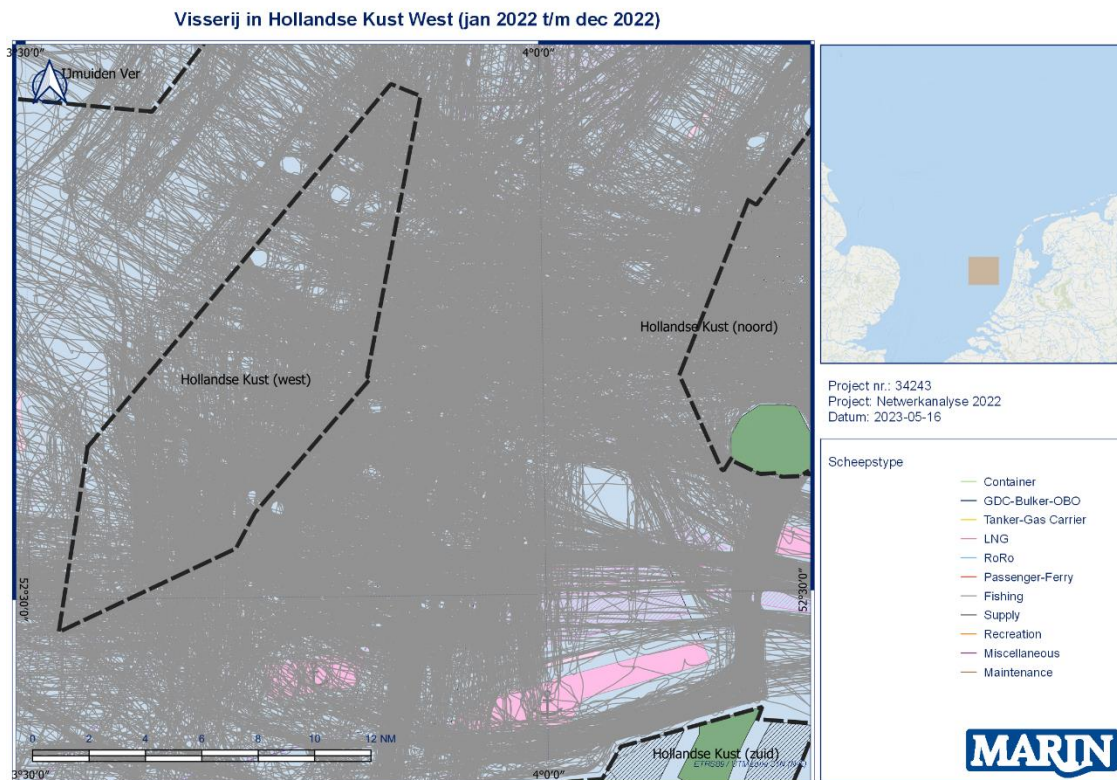 Visserij in Hollandse Kust West (jan 2022 t/m dec 2022)
3°30'0"
4°0'0"
IJmuiden Ver
Hollandse Kust (noord)
Hollandse Kust (west)
52°30'0"
52°30'0"
0 2 4 6 8 10 12 NM
Hollandse Kust (zuid)
3°30'0"
4°0'0"
Project nr.: 34243
Project: Netwerkanalyse 2022
Datum: 2023-05-16
Scheepstype
Container
GDC-Bulker-OBO
Tanker-Gas Carrier
LNG
RoRo
Passenger-Ferry
Fishing
Supply
Recreation
Miscellaneous
Maintenance
MARIN